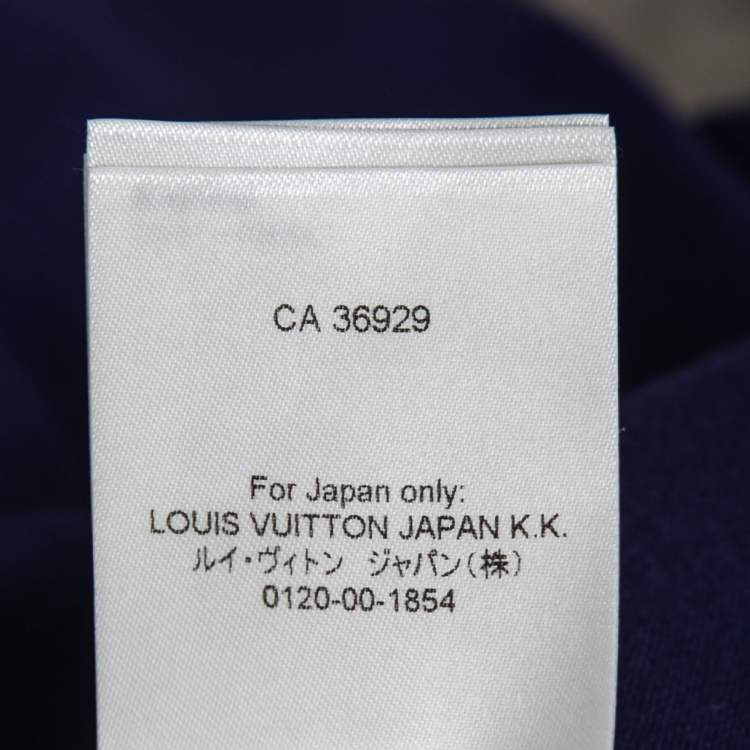 CA 36929
For Japan only:
LOUIS VUITTON JAPAN K.K.
ルイ・ヴィトン ジャパン(株)
0120-00-1854